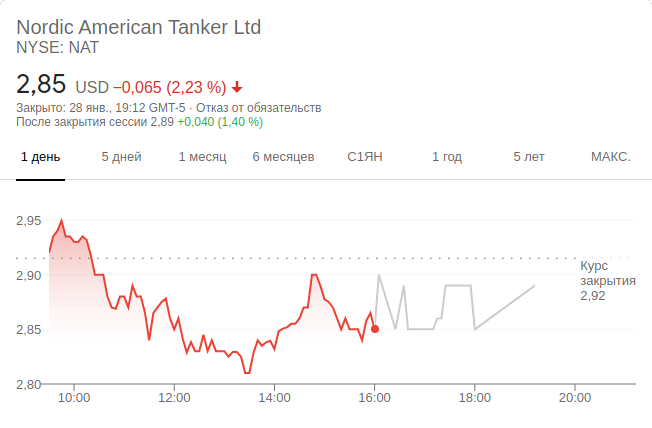 Nordic American Tanker Ltd
NYSE: NAT
2,85 USD −0,065 (2,23 %)
Закрыто: 28 янв., 19:12 GMT-5 · Отказ от обязательств
После закрытия сессии 2,89 +0,040 (1,40 %)
1 день 5 дней 1 месяц 6 месяцев С1ЯН 1 год 5 лет МАКС.
2,95
2,90
2,85
2,80
Курс
закрытия
2,92
10:00 12:00 14:00 16:00 18:00 20:00